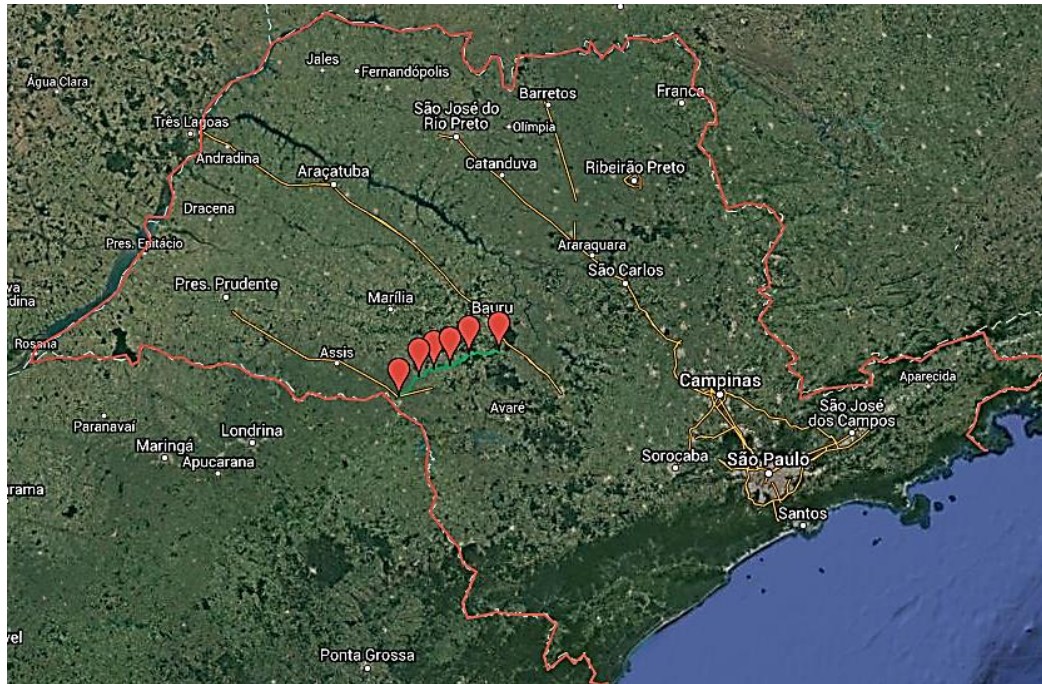 Jales
Fernandópolis
Água Clara
Barretos
Franca
São José do
Rio Preto
Olímpia
Três Lagoas
Andradina
Catanduva
Ribeirão Preto
Araçatuba
Dracena
Pres. Epitácio
Araraquara
São Carlos
Pres. Prudente
Marília
Bauru
Rosana
Assis
Campinas
Aparecida
Avaré
São José
dos Campos
Paranavaí
Londrina
Maringá
Apucarana
Sorocaba
São Paulo
Santos
arama
vel
Ponta Grossa